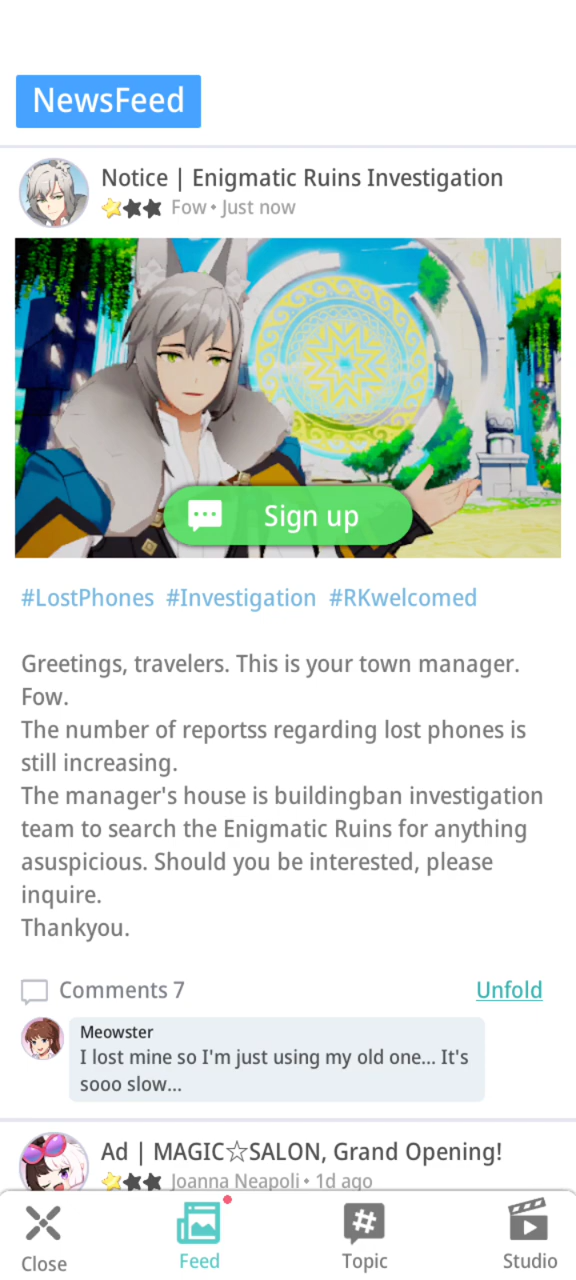 NewsFeed
Notice | Enigmatic Ruins Investigation
Fow • Just now
Sign up
#LostPhones #Investigation #RKwelcomed
Greetings, travelers. This is your town manager.
Fow.
The number of reportss regarding lost phones is
still increasing.
The manager's house is buildingban investigation
team to search the Enigmatic Ruins for anything
asuspicious. Should you be interested, please
inquire.
Thankyou.
Comments 7 Unfold
Meowster
I lost mine so I'm just using my old one... It's
sooo slow...
Ad | MAGIC☆SALON, Grand Opening!
Joanna Neapoli • 1d ago
Close Feed Topic Studio